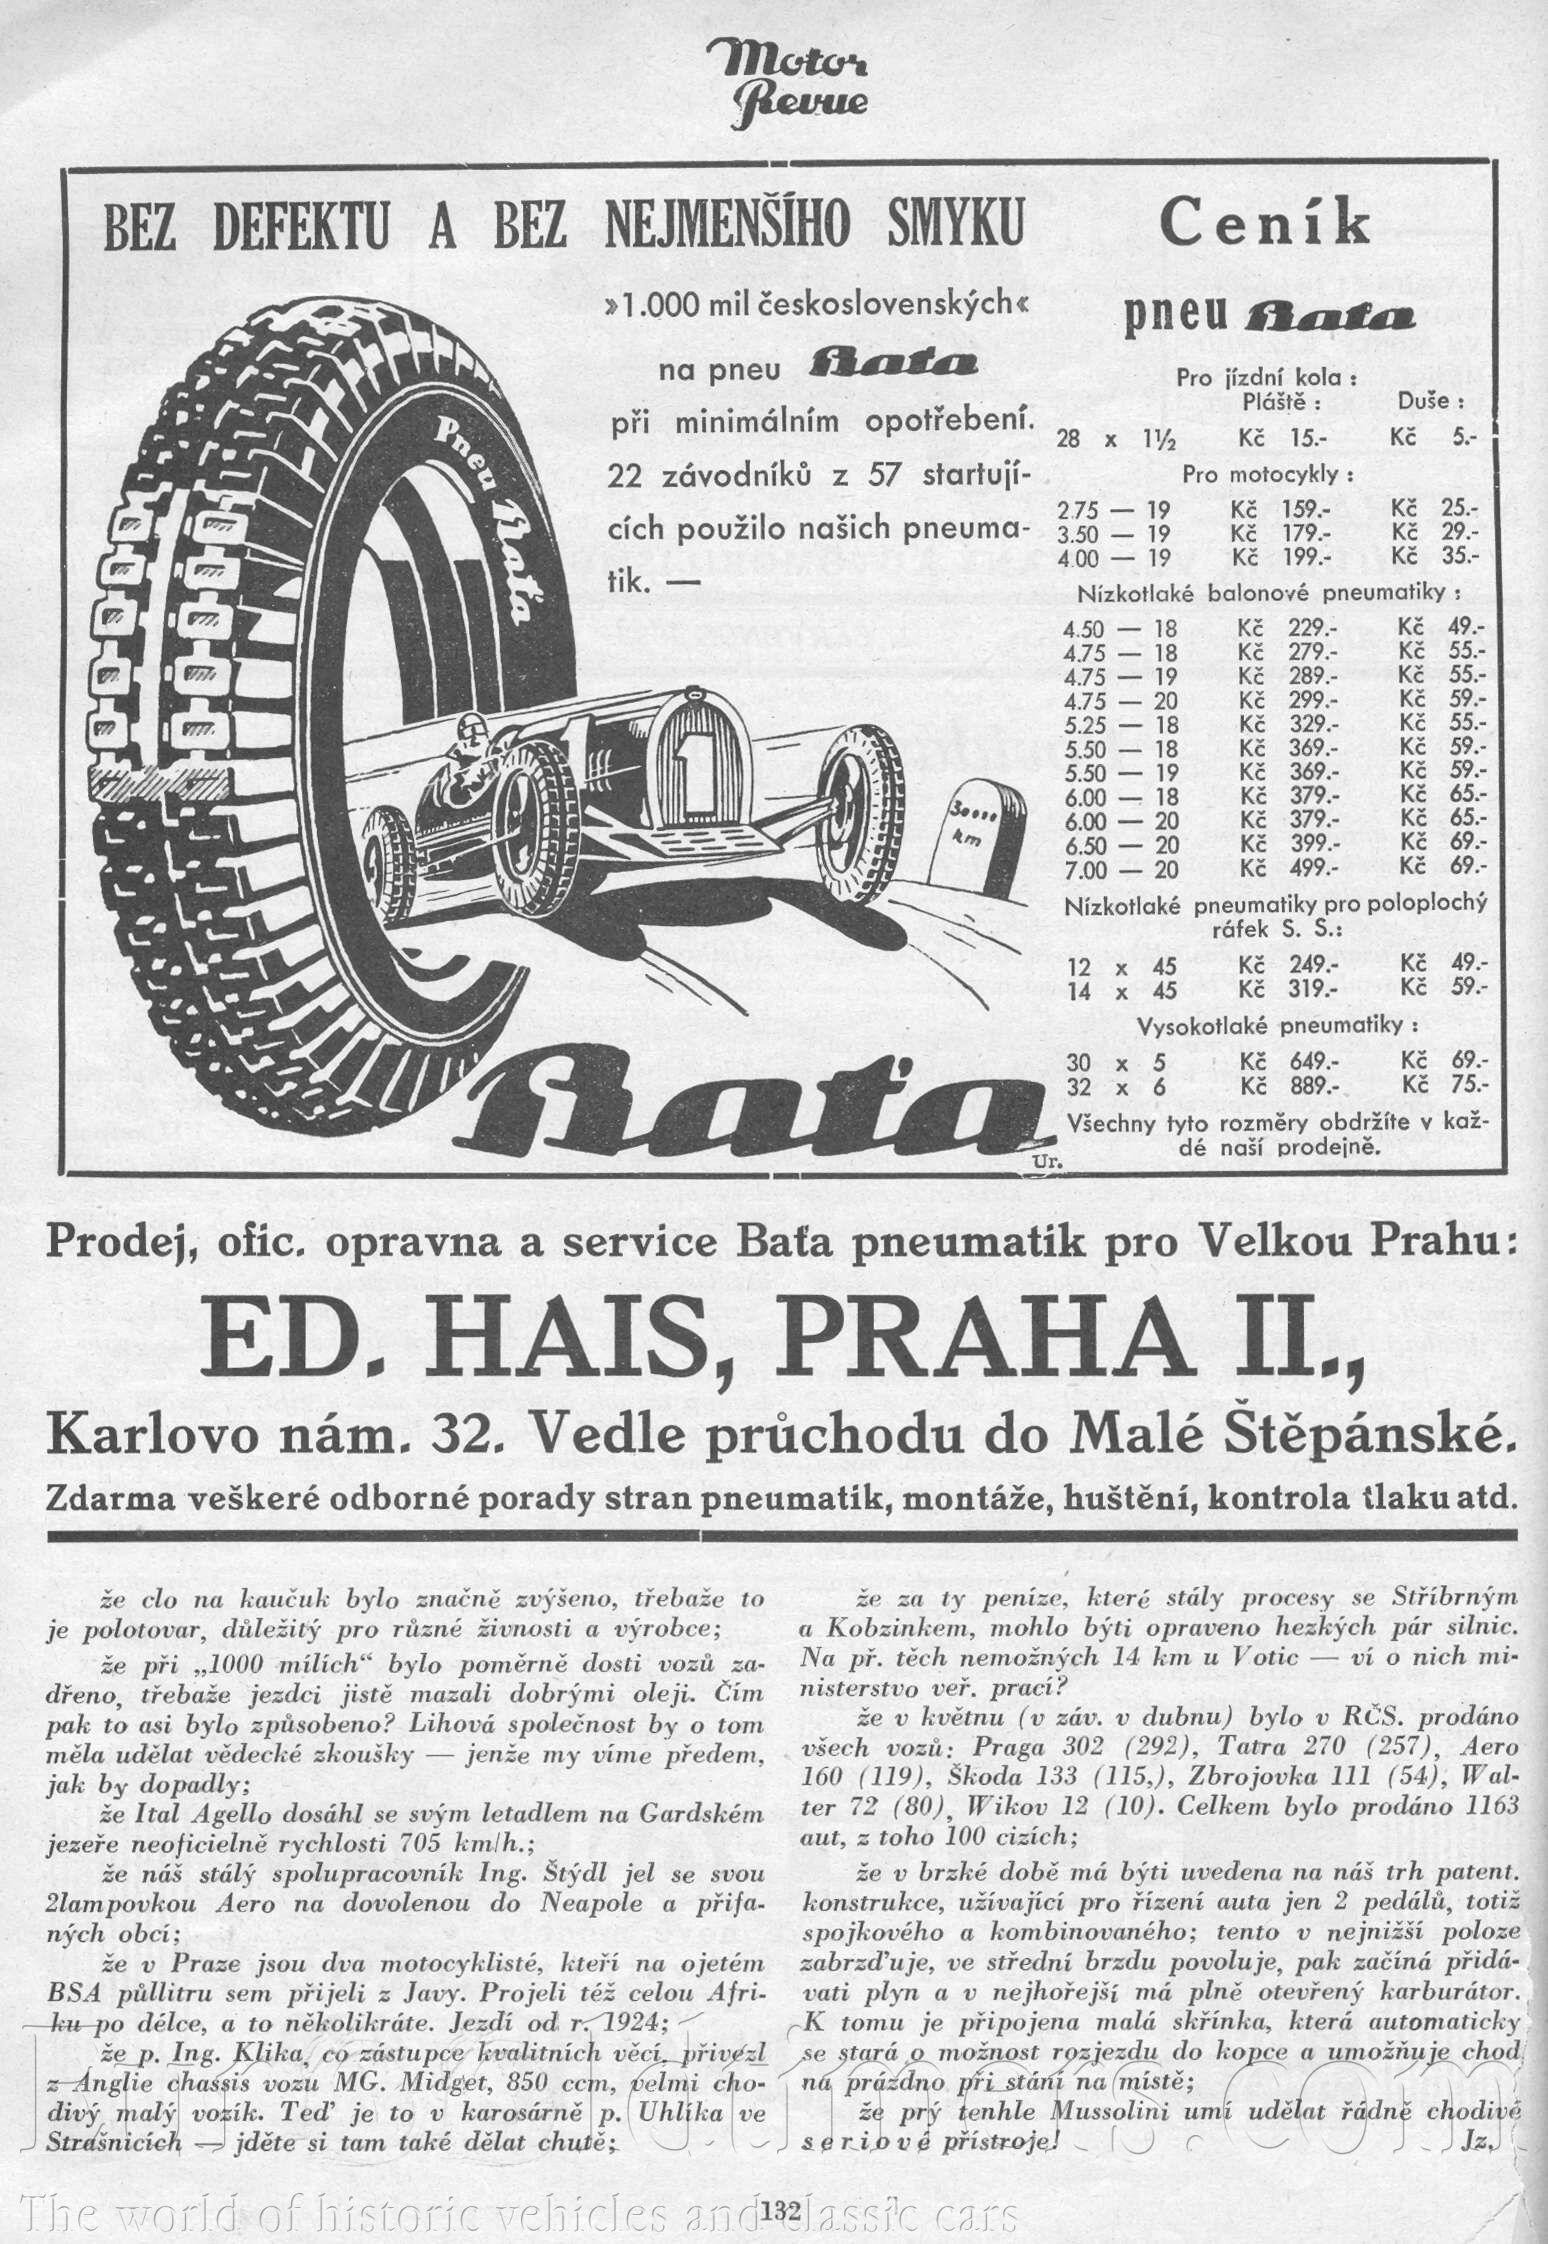 Motor
Revue
BEZ DEFEKTU A BEZ NEJMENŠÍHO SMYKU
»1.000 mil československých«
na pneu Baťa
při minimálním opotřebení.
22 závodníků z 57 startují-
cích použilo našich pneuma-
tik. —
Pneu Baťa
1
30000
km
Baťa
Ur.
Ceník
pneu Baťa
Pro jízdní kola :
Pláště : Duše :
28 x 1½ Kč 15.- Kč 5.-
Pro motocykly :
2.75 — 19 Kč 159.- Kč 25.-
3.50 — 19 Kč 179.- Kč 29.-
4.00 — 19 Kč 199.- Kč 35.-
Nízkotlaké balonové pneumatiky :
4.50 — 18 Kč 229.- Kč 49.-
4.75 — 18 Kč 279.- Kč 55.-
4.75 — 19 Kč 289.- Kč 55.-
4.75 — 20 Kč 299.- Kč 59.-
5.25 — 18 Kč 329.- Kč 55.-
5.50 — 18 Kč 369.- Kč 59.-
5.50 — 19 Kč 369.- Kč 59.-
6.00 — 18 Kč 379.- Kč 65.-
6.00 — 20 Kč 379.- Kč 65.-
6.50 — 20 Kč 399.- Kč 69.-
7.00 — 20 Kč 499.- Kč 69.-
Nízkotlaké pneumatiky pro poloplochý
ráfek S. S.:
12 x 45 Kč 249.- Kč 49.-
14 x 45 Kč 319.- Kč 59.-
Vysokotlaké pneumatiky :
30 x 5 Kč 649.- Kč 69.-
32 x 6 Kč 889.- Kč 75.-
Všechny tyto rozměry obdržíte v kaž-
dé naší prodejně.
Prodej, ofic. opravna a service Baťa pneumatik pro Velkou Prahu:
ED. HAIS, PRAHA II.,
Karlovo nám. 32. Vedle průchodu do Malé Štěpánské.
Zdarma veškeré odborné porady stran pneumatik, montáže, huštění, kontrola tlaku atd.
že clo na kaučuk bylo značně zvýšeno, třebaže to
je polotovar, důležitý pro různé živnosti a výrobce;
že při „1000 mílích“ bylo poměrně dosti vozů za-
dřeno, třebaže jezdci jistě mazali dobrými oleji. Čím
pak to asi bylo způsobeno? Lihová společnost by o tom
měla udělat vědecké zkoušky — jenže my víme předem,
jak by dopadly;
že Ital Agello dosáhl se svým letadlem na Gardském
jezeře neoficielně rychlosti 705 km/h.;
že náš stálý spolupracovník Ing. Štýdl jel se svou
2lampovkou Aero na dovolenou do Neapole a přifa-
ných obcí;
že v Praze jsou dva motocyklisté, kteří na ojetém
BSA půllitru sem přijeli z Javy. Projeli též celou Afri-
ku po délce, a to několikráte. Jezdí od r. 1924;
že p. Ing. Klika, co zástupce kvalitních věcí, přivezl
z Anglie chassis vozu MG. Midget, 850 ccm, velmi cho-
divý malý vozík. Teď je to v karosárně p. Uhlíka ve
Strašnicích — jděte si tam také dělat chutě;
že za ty peníze, které stály procesy se Stříbrným
a Kobzinkem, mohlo býti opraveno hezkých pár silnic.
Na př. těch nemožných 14 km u Votic — ví o nich mi-
nisterstvo veř. prací?
že v květnu (v záv. v dubnu) bylo v RČS. prodáno
všech vozů: Praga 302 (292), Tatra 270 (257), Aero
160 (119), Škoda 133 (115,), Zbrojovka 111 (54), Wal-
ter 72 (80), Wikov 12 (10). Celkem bylo prodáno 1163
aut, z toho 100 cizích;
že v brzké době má býti uvedena na náš trh patent.
konstrukce, užívající pro řízení auta jen 2 pedálů, totiž
spojkového a kombinovaného; tento v nejnižší poloze
zabrzďuje, ve střední brzdu povoluje, pak začíná přidá-
vati plyn a v nejhořejší má plně otevřený karburátor.
K tomu je připojena malá skřínka, která automaticky
se stará o možnost rozjezdu do kopce a umožňuje chod
na prázdno při stání na místě;
že prý tenhle Mussolini umí udělat řádně chodivé
seriové přístroje! Jz.
132
The world of historic vehicles and classic cars